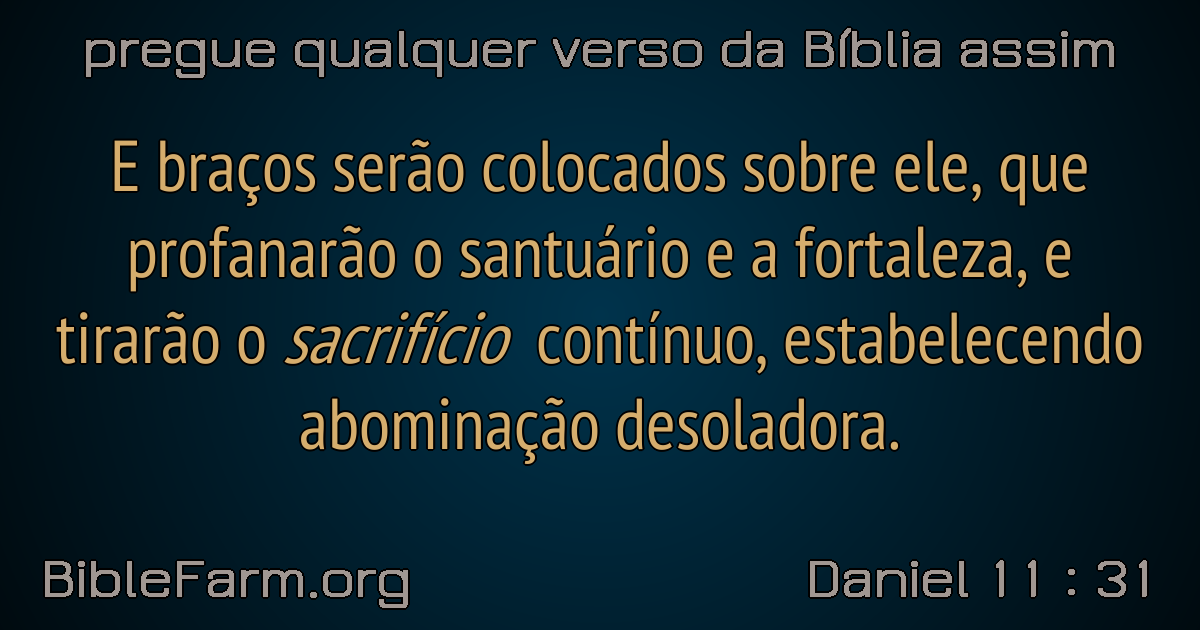 pregue qualquer verso da Bíblia assim
E braços serão colocados sobre ele, que
profanarão o santuário e a fortaleza, e
tirarão o sacrifício contínuo, estabelecendo
abominação desoladora.
BibleFarm.org
Daniel 11 : 31